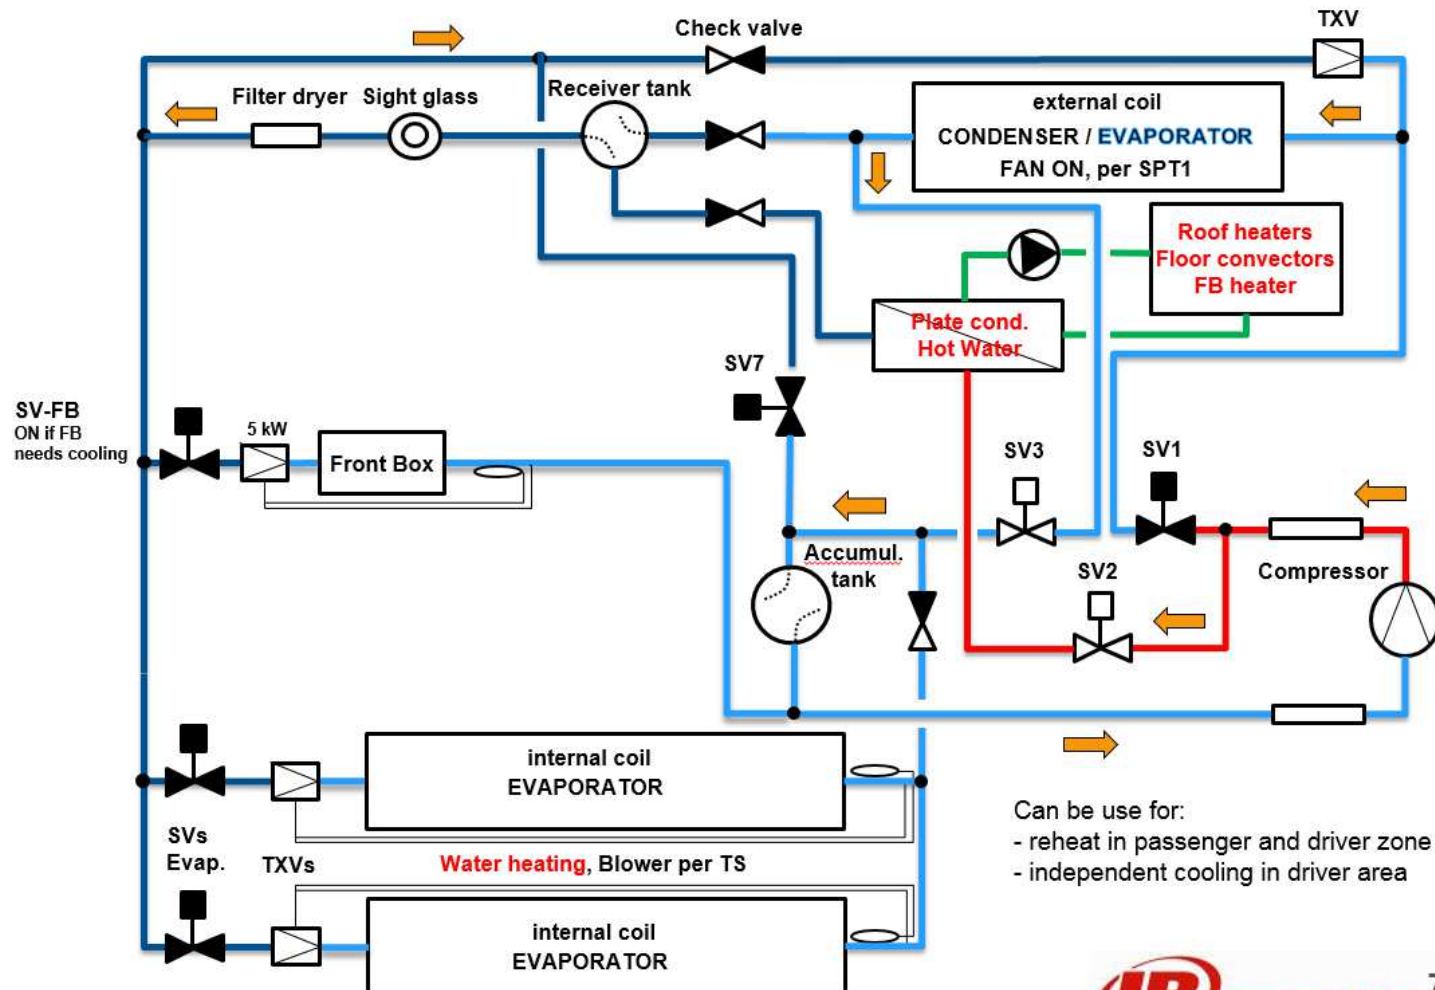 TXV
Check valve
Receiver tank
Filter dryer
Sight glass
external coil
CONDENSER / EVAPORATOR
FAN ON, per SPT1
Roof heaters
Floor convectors
FB heater
Plate cond.
Hot Water
SV7
SV-FB
ON if FB
needs cooling
5 kW
Front Box
SV3
SV1
Accumul.
tank
SV2
Compressor
internal coil
EVAPORATOR
SVs
Evap.
TXVs
Water heating, Blower per TS
internal coil
EVAPORATOR
Can be use for:
- reheat in passenger and driver zone
- independent cooling in driver area